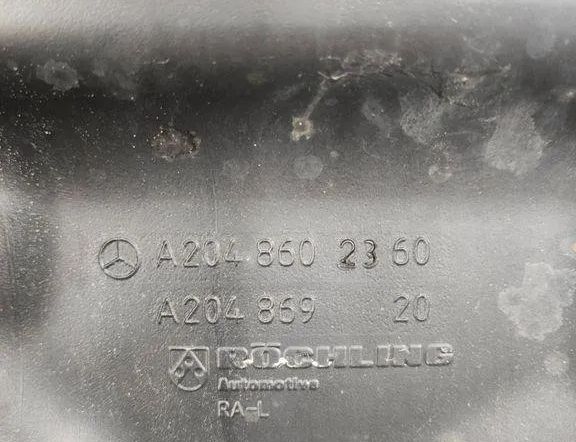 A204 860 23 60
A204 869 20
RÖCHLING
Automotive
RA-L